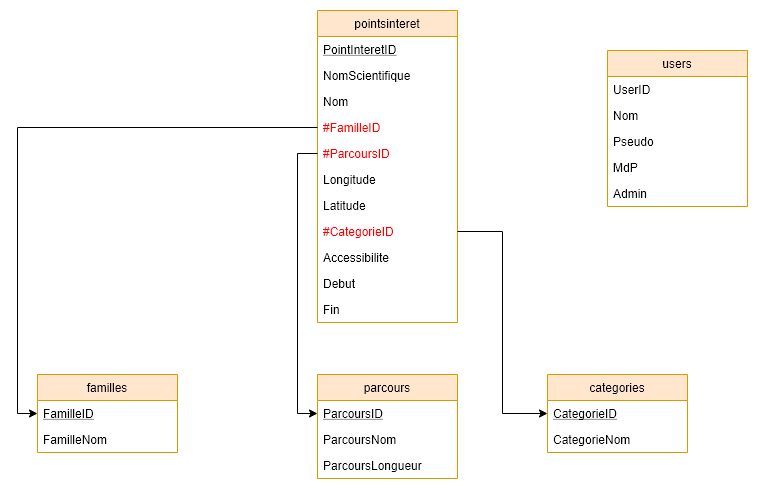 pointsinteret
PointInteretID
NomScientifique
Nom
#FamilleID
#ParcoursID
Longitude
Latitude
#CategorieID
Accessibilite
Debut
Fin
users
UserID
Nom
Pseudo
MdP
Admin
familles
FamilleID
FamilleNom
parcours
ParcoursID
ParcoursNom
ParcoursLongueur
categories
CategorieID
CategorieNom